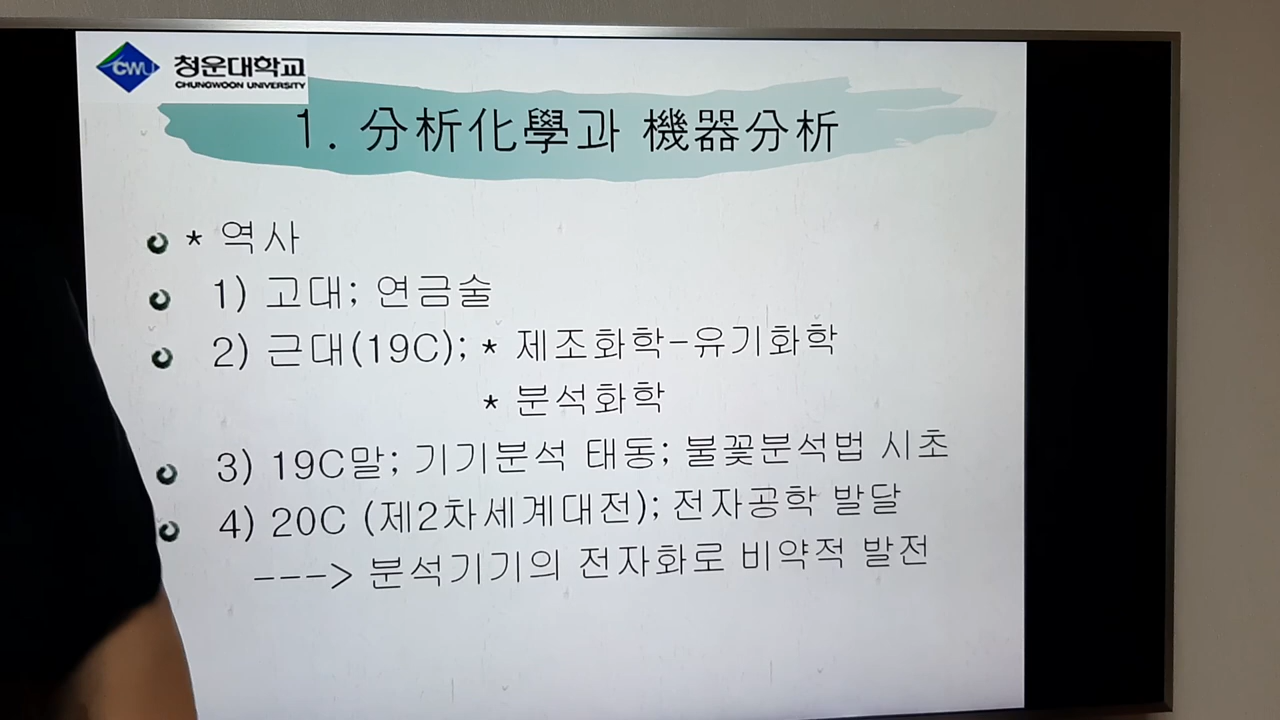 CWU 청운대학교
CHUNGWOON UNIVERSITY
1. 分析化學과 機器分析
* 역사
1) 고대; 연금술
2) 근대(19C); * 제조화학-유기화학
* 분석화학
3) 19C말; 기기분석 태동; 불꽃분석법 시초
4) 20C (제2차세계대전); 전자공학 발달
---> 분석기기의 전자화로 비약적 발전